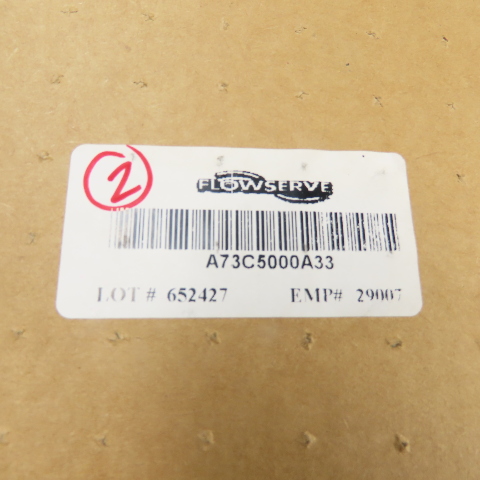 2
FLOWSERVE
A73C5000A33
LOT # 652427 EMP# 29007